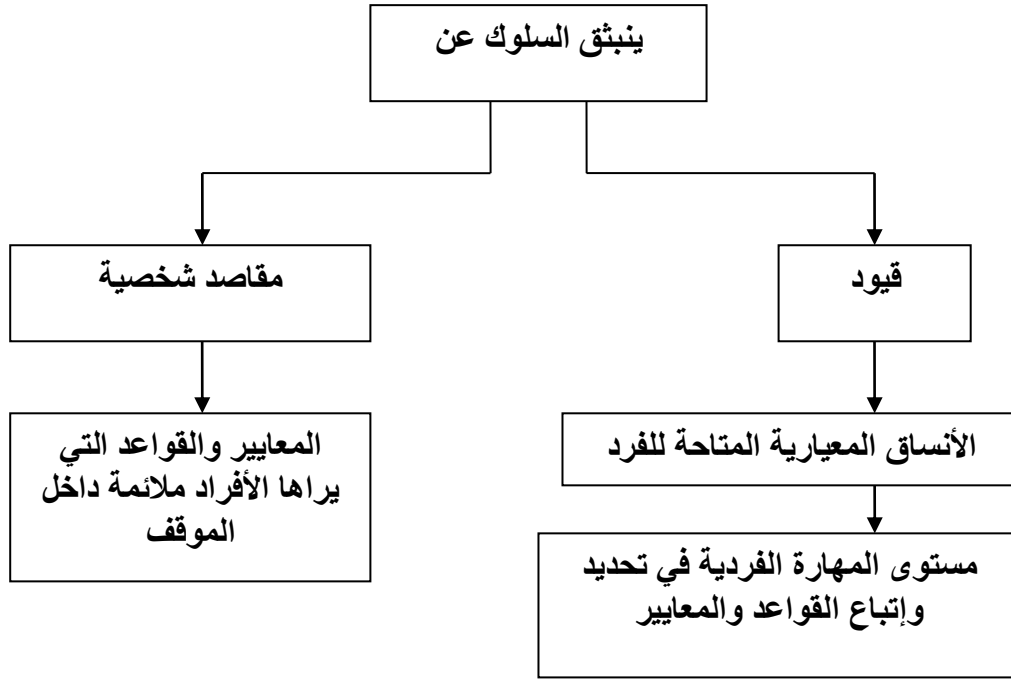 ينبثق السلوك عن
قيود
مقاصد شخصية
الأنساق المعيارية المتاحة للفرد
المعايير والقواعد التي
يراها الأفراد ملائمة داخل
الموقف
مستوى المهارة الفردية في تحديد
وإتباع القواعد والمعايير